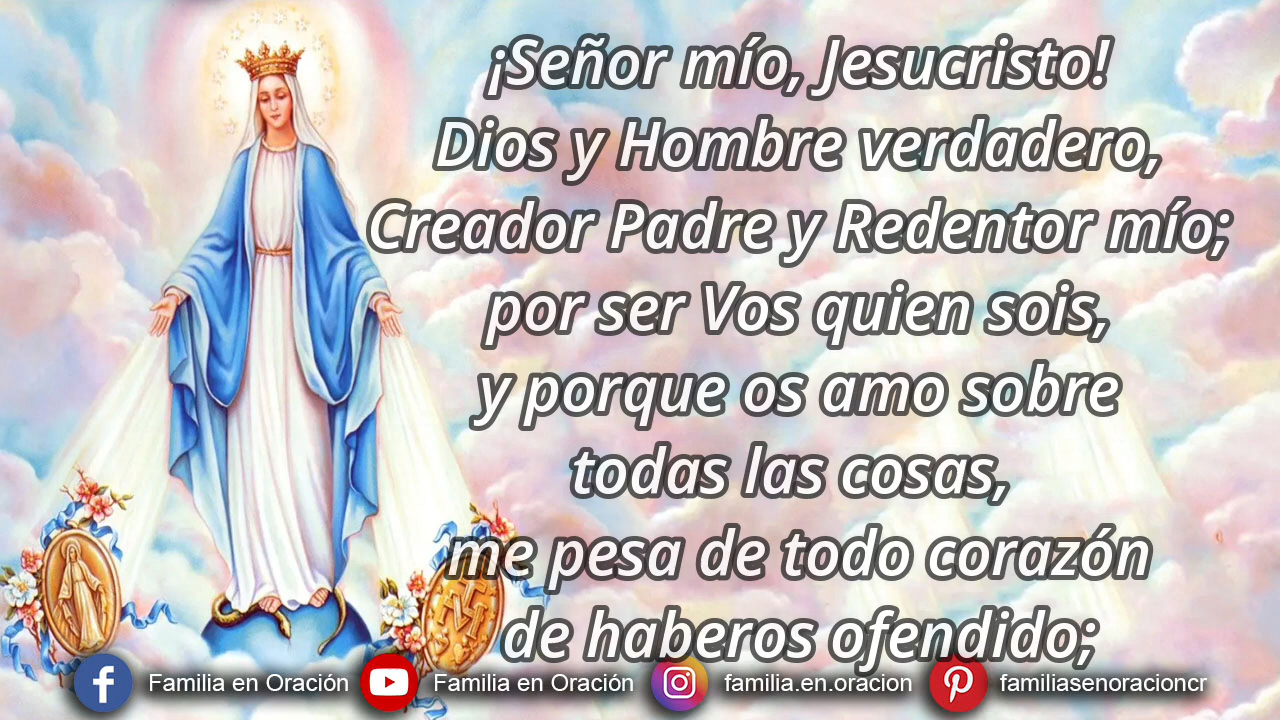 ¡Señor mío, Jesucristo!
Dios y Hombre verdadero,
Creador Padre y Redentor mío;
por ser Vos quien sois,
y porque os amo sobre
todas las cosas,
me pesa de todo corazón
de haberos ofendido;
Familia en Oración Familia en Oración familia.en.oracion familiasenoracioncr